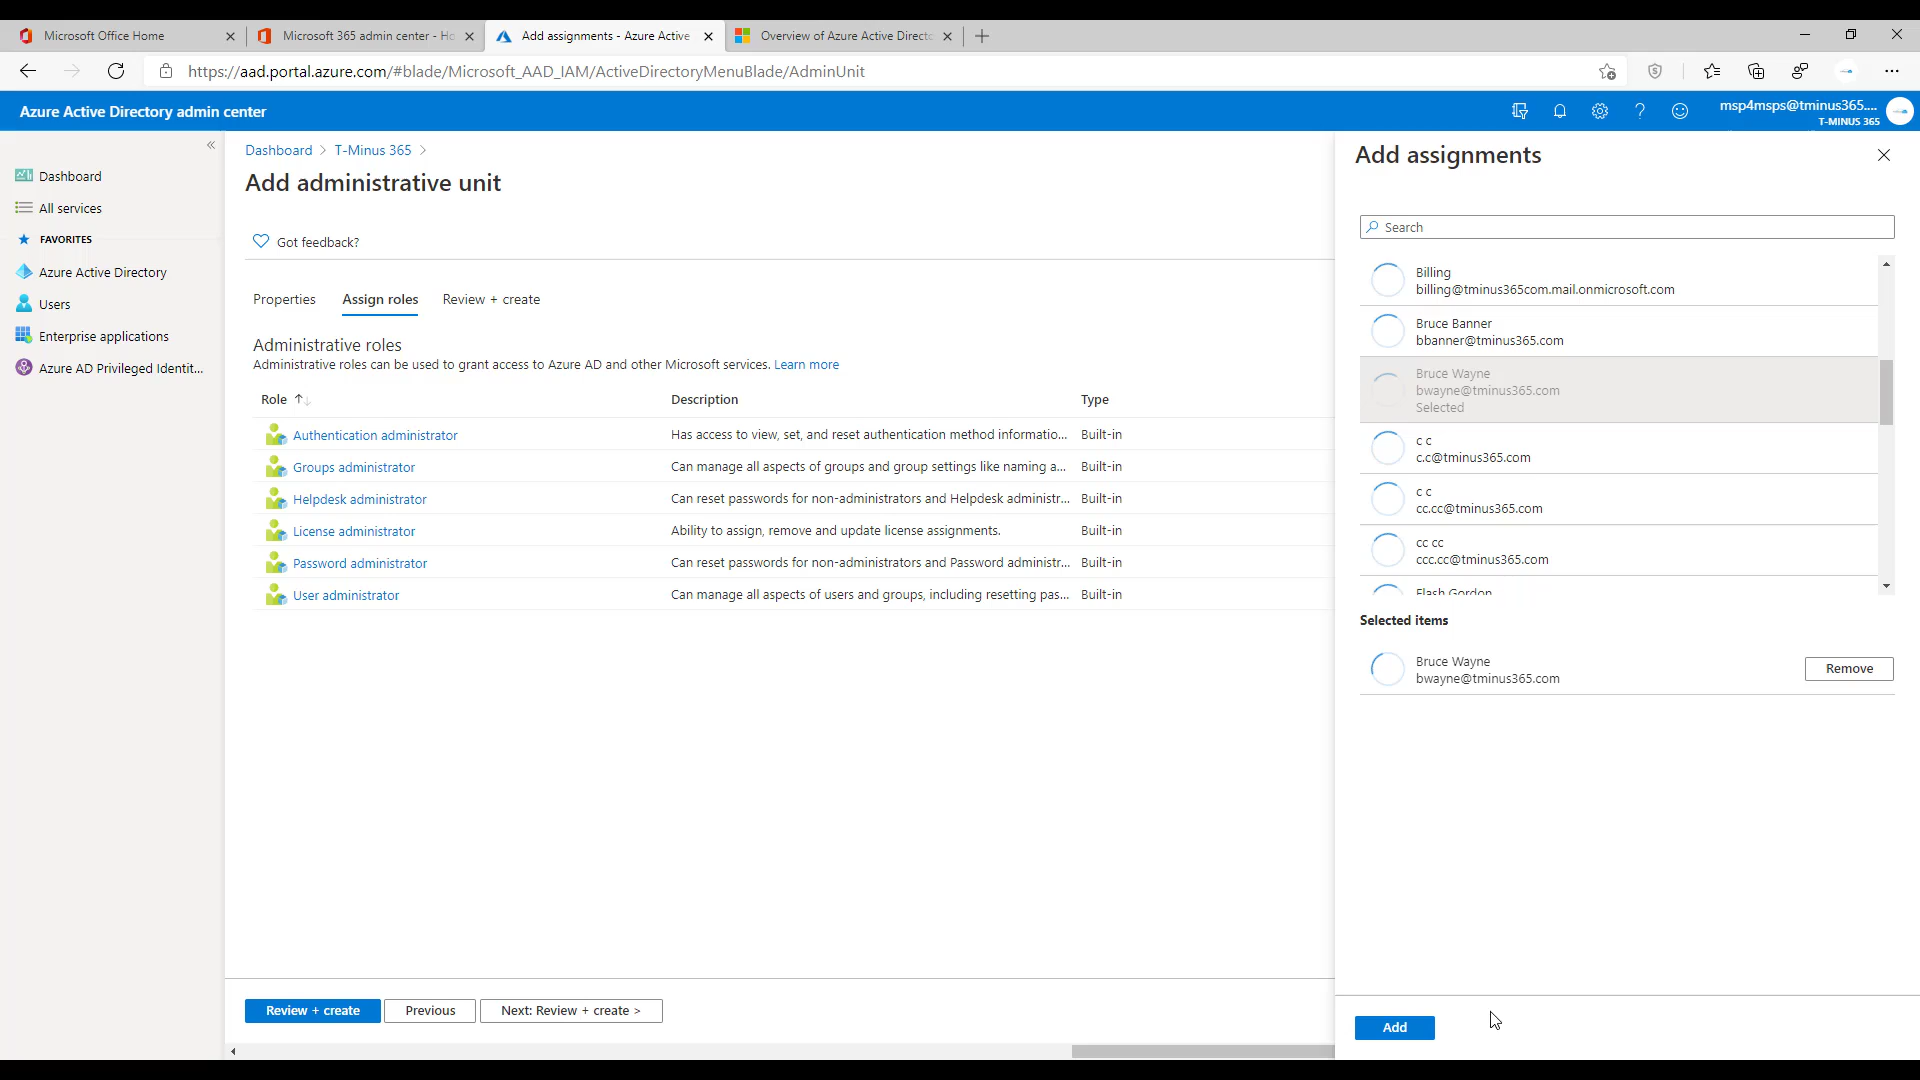 Microsoft Office Home
Microsoft 365 admin center - Ho
Add assignments - Azure Active
Overview of Azure Active Directo
https://aad.portal.azure.com/#blade/Microsoft_AAD_IAM/ActiveDirectoryMenuBlade/AdminUnit
Azure Active Directory admin center
msp4msps@tminus365....
T-MINUS 365
Dashboard
All services
FAVORITES
Azure Active Directory
Users
Enterprise applications
Azure AD Privileged Identit...
Dashboard > T-Minus 365 >
Add administrative unit
Got feedback?
Properties
Assign roles
Review + create
Administrative roles
Administrative roles can be used to grant access to Azure AD and other Microsoft services. Learn more
Role
Description
Type
Authentication administrator
Has access to view, set, and reset authentication method informatio...
Built-in
Groups administrator
Can manage all aspects of groups and group settings like naming a...
Built-in
Helpdesk administrator
Can reset passwords for non-administrators and Helpdesk administr...
Built-in
License administrator
Ability to assign, remove and update license assignments.
Built-in
Password administrator
Can reset passwords for non-administrators and Password administr...
Built-in
User administrator
Can manage all aspects of users and groups, including resetting pas...
Built-in
Review + create
Previous
Next: Review + create >
Add assignments
Search
Billing
billing@tminus365com.mail.onmicrosoft.com
Bruce Banner
bbanner@tminus365.com
Bruce Wayne
bwayne@tminus365.com
Selected
c c
c.c@tminus365.com
c c
cc.cc@tminus365.com
cc cc
ccc.cc@tminus365.com
Flash Gordon
Selected items
Bruce Wayne
bwayne@tminus365.com
Remove
Add